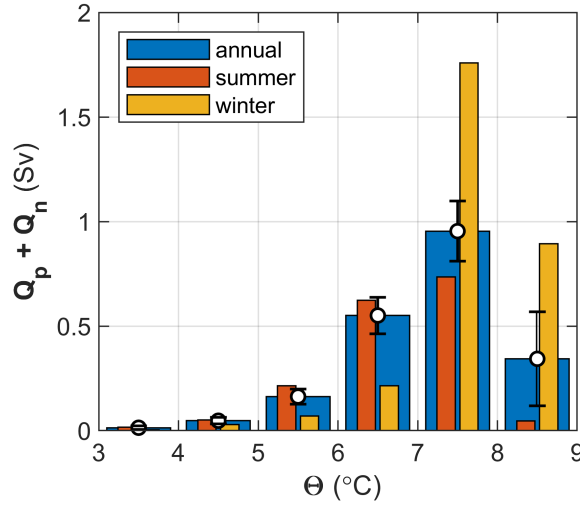 2
1.5
1
0.5
0
Q_p + Q_n (Sv)
annual
summer
winter
3 4 5 6 7 8 9
Θ (°C)